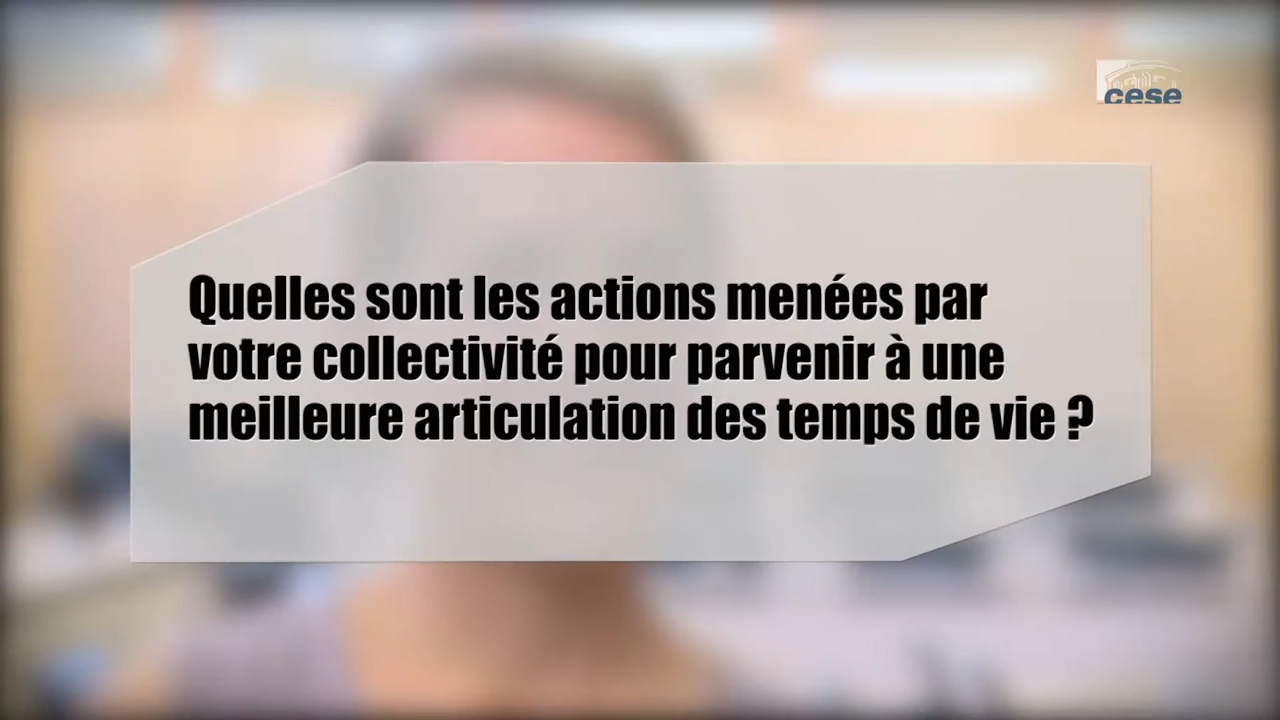 cese
Quelles sont les actions menées par
votre collectivité pour parvenir à une
meilleure articulation des temps de vie ?